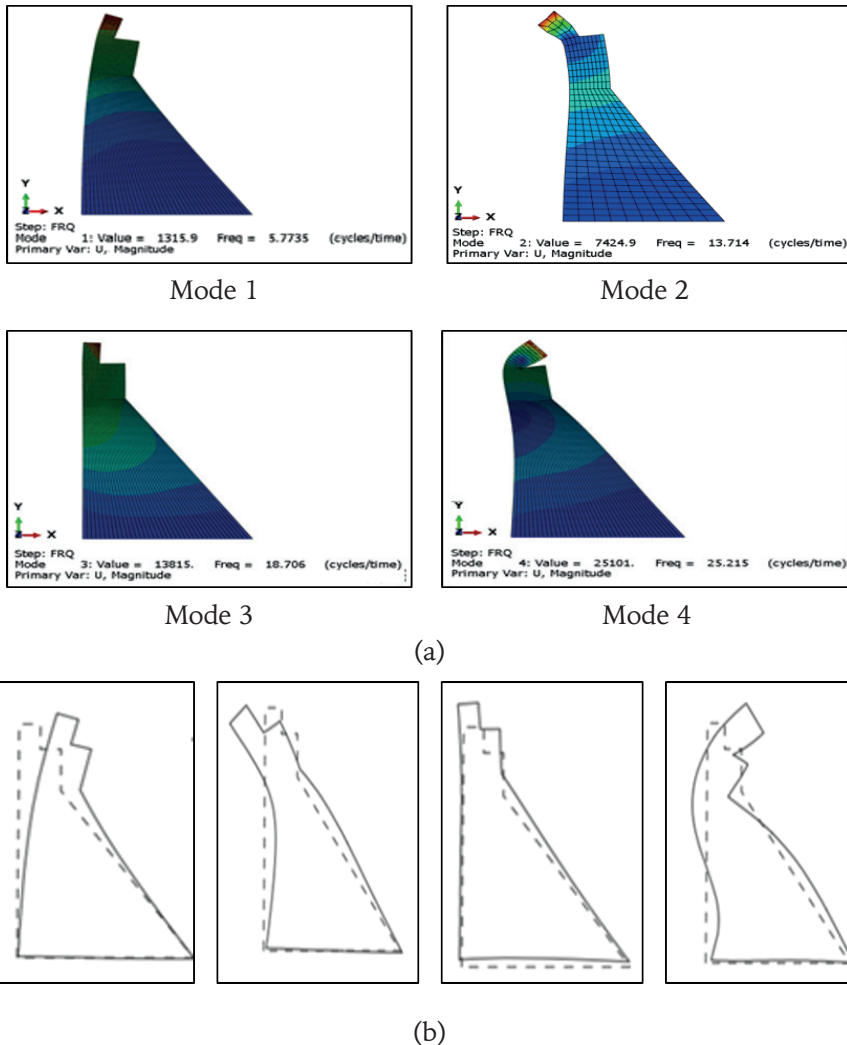 Y
Z X
Step: FRQ
Mode 1: Value = 1315.9 Freq = 5.7735 (cycles/time)
Primary Var: U, Magnitude
Y
Z X
Step: FRQ
Mode 2: Value = 7424.9 Freq = 13.714 (cycles/time)
Primary Var: U, Magnitude
Mode 1
Mode 2
Y
Z X
Step: FRQ
Mode 3: Value = 13815. Freq = 18.706 (cycles/time)
Primary Var: U, Magnitude
Y
Z X
Step: FRQ
Mode 4: Value = 25101. Freq = 25.215 (cycles/time)
Primary Var: U, Magnitude
Mode 3
Mode 4
(a)
(b)